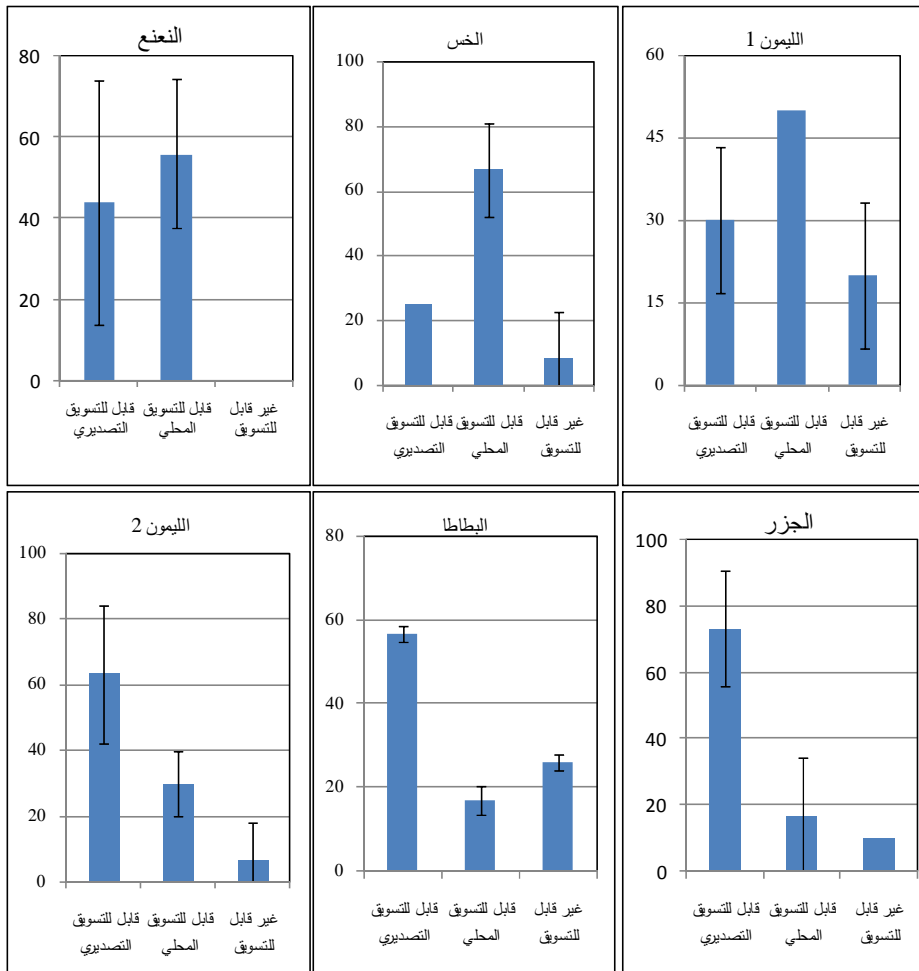 النعنع
80
60
40
20
0
قابل للتسويق التصديري
قابل للتسويق المحلي
غير قابل للتسويق
الخس
100
80
60
40
20
0
قابل للتسويق التصديري
قابل للتسويق المحلي
غير قابل للتسويق
الليمون 1
60
45
30
15
0
قابل للتسويق التصديري
قابل للتسويق المحلي
غير قابل للتسويق
الليمون 2
100
80
60
40
20
0
قابل للتسويق التصديري
قابل للتسويق المحلي
غير قابل للتسويق
البطاطا
80
60
40
20
0
قابل للتسويق التصديري
قابل للتسويق المحلي
غير قابل للتسويق
الجزر
100
80
60
40
20
0
قابل للتسويق التصديري
قابل للتسويق المحلي
غير قابل للتسويق